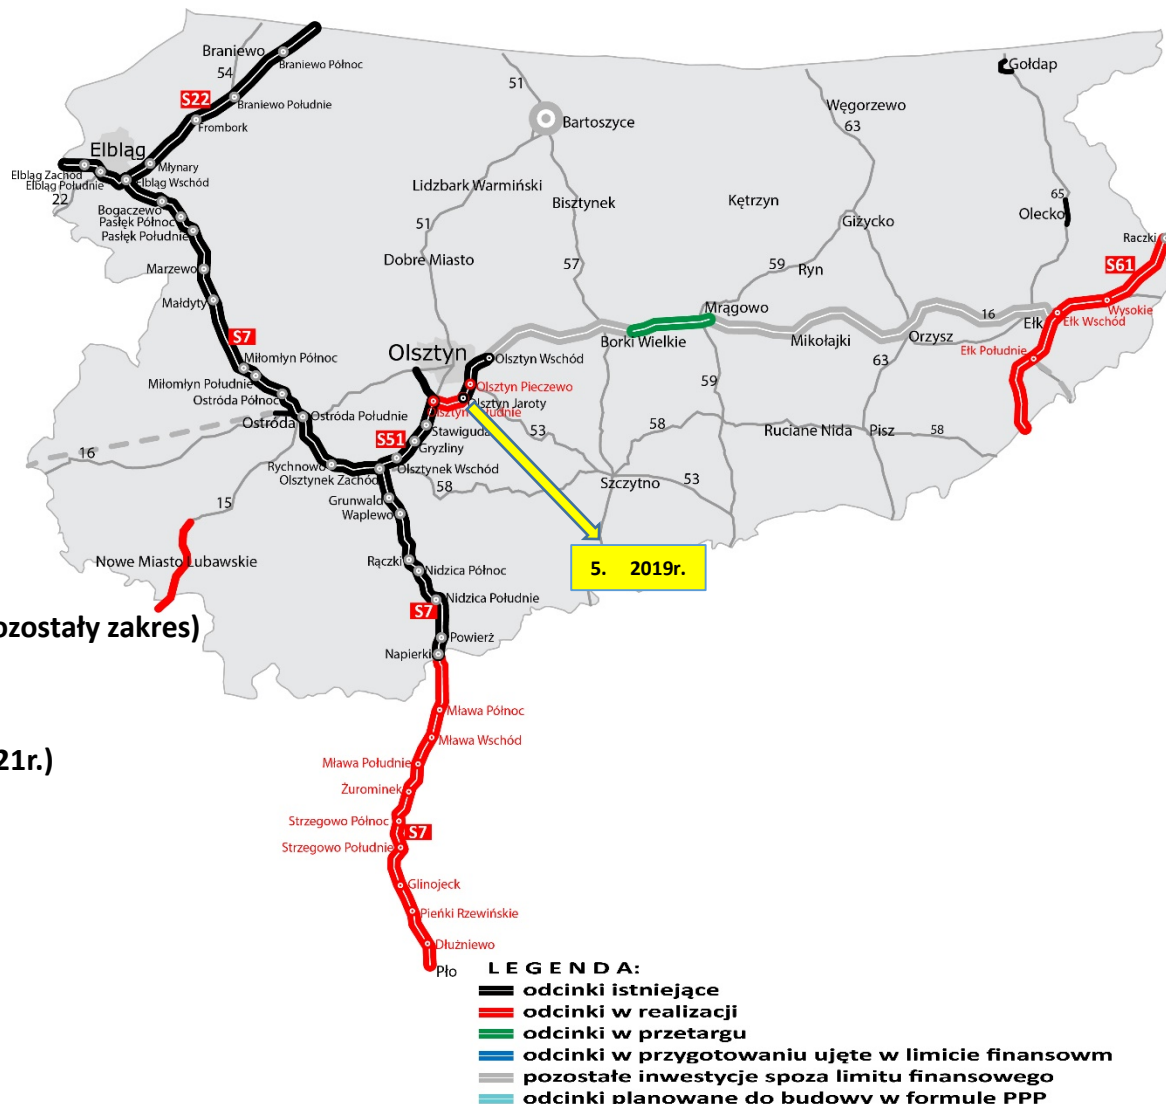 Braniewo
Braniewo Północ
54
S22
Braniewo Południe
Frombork
Elbląg
Młynary
Elbląg Zachód
Elbląg Południe
Elbląg Wschód
22
Bogaczewo
Pasłęk Północ
Pasłęk Południe
Marzewo
Małdyty
S7
Miłomłyn Północ
Miłomłyn Południe
Ostróda Północ
Ostróda Południe
Ostróda
16
Rychnowo
Olsztynek Zachód
Olsztynek Wschód
15
58
Grunwald
Waplewo
Nowe Miasto Lubawskie
Rączki
Nidzica Północ
Nidzica Południe
S7
Powierż
Napierki
51
Bartoszyce
Lidzbark Warmiński
51
Bisztynek
Dobre Miasto
57
Olsztyn
Olsztyn Wschód
Olsztyn Pieczewo
Olsztyn Jaroty
Olsztyn Południe
Stawiguda
S51
Gryźliny
53
Szczytno
58
53
59
Węgorzewo
63
Kętrzyn
Giżycko
59
Ryn
Mrągowo
Borki Wielkie
Mikołajki
Orzysz
16
63
Ruciane Nida
Pisz
58
Gołdap
65
Olecko
Raczki
S61
Wysokie
Ełk
Ełk Wschód
Ełk Południe
5. 2019r.
ozostały zakres)
21r.)
Mława Północ
Mława Wschód
Mława Południe
Żurominek
Strzegowo Północ
S7
Strzegowo Południe
Glinojeck
Pieńki Rzewińskie
Dłużniewo
Pło
L E G E N D A:
odcinki istniejące
odcinki w realizacji
odcinki w przetargu
odcinki w przygotowaniu ujęte w limicie finansowm
pozostałe inwestycje spoza limitu finansowego
odcinki planowane do budowy w formule PPP